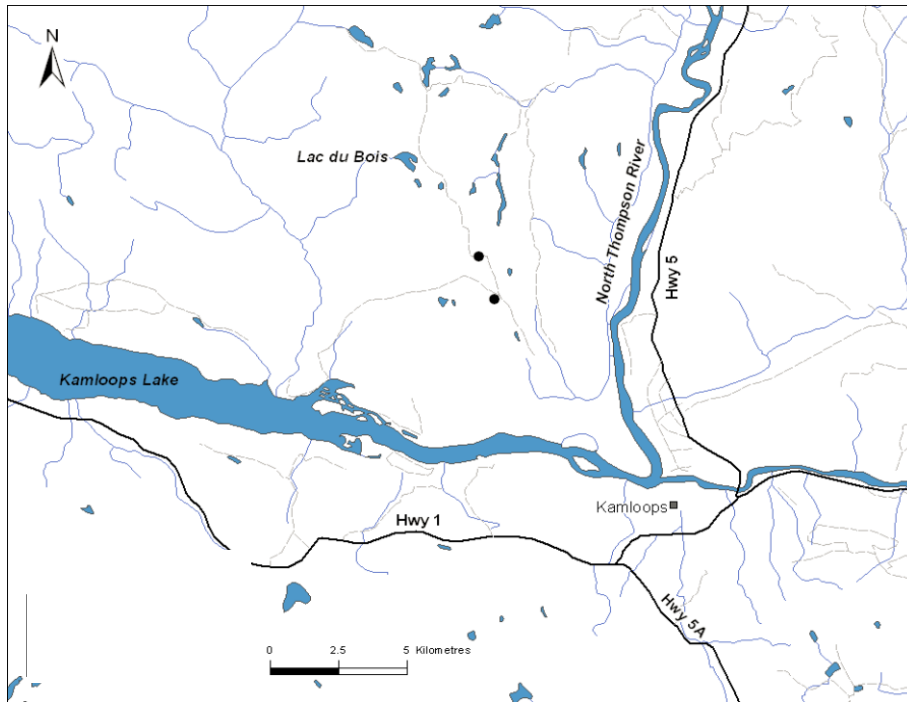 N
Lac du Bois
North Thompson River
Hwy 5
Kamloops Lake
Kamloops
Hwy 1
Hwy 5A
0 2.5 5 Kilometres